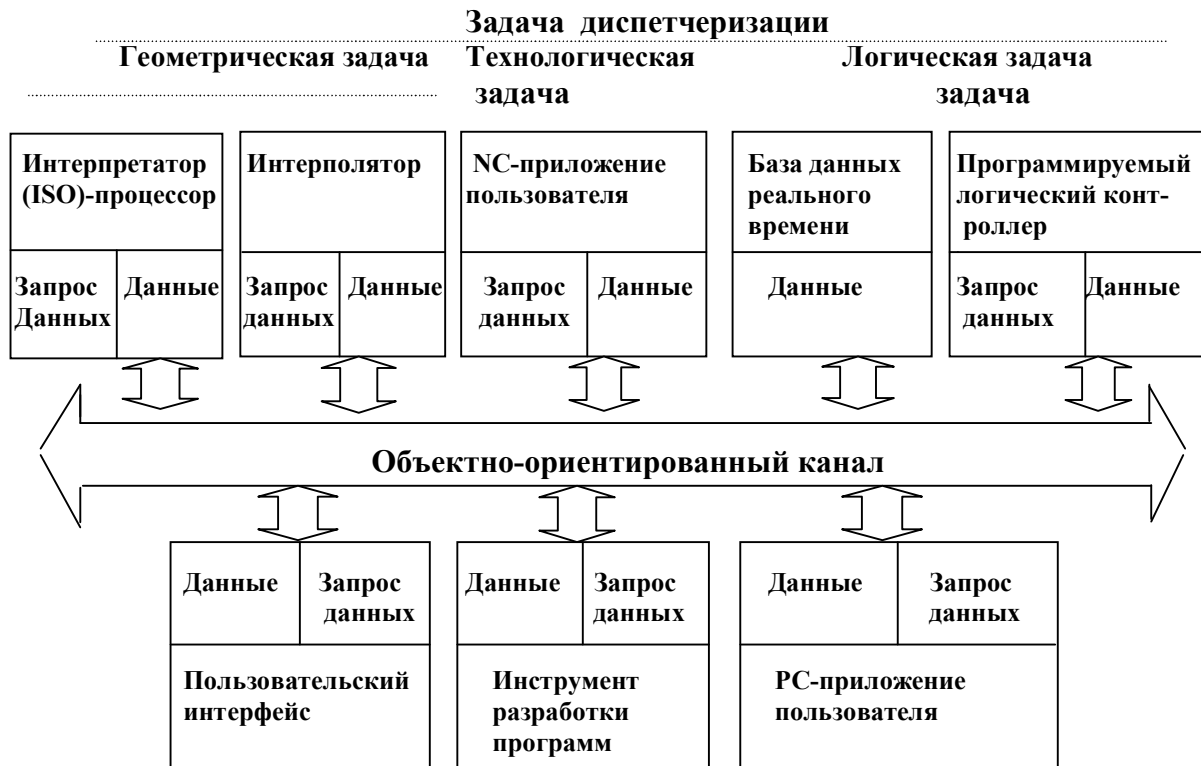 Задача диспетчеризации
Геометрическая задача
Технологическая
задача
Логическая задача
задача
Интерпретатор
(ISO)-процессор
Запрос
Данных
Данные
Интерполятор
Запрос
данных
Данные
NC-приложение
пользователя
Запрос
данных
Данные
База данных
реального
времени
Данные
Программируемый
логический конт-
роллер
Запрос
данных
Данные
Объектно-ориентированный канал
Данные
Запрос
данных
Пользовательский
интерфейс
Данные
Запрос
данных
Инструмент
разработки
программ
Данные
Запрос
данных
PC-приложение
пользователя